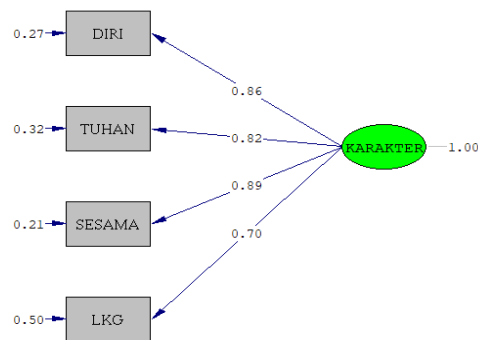 0.27 DIRI
0.86
0.32 TUHAN
0.82
KARAKTER 1.00
0.89
0.21 SESAMA
0.70
0.50 LKG